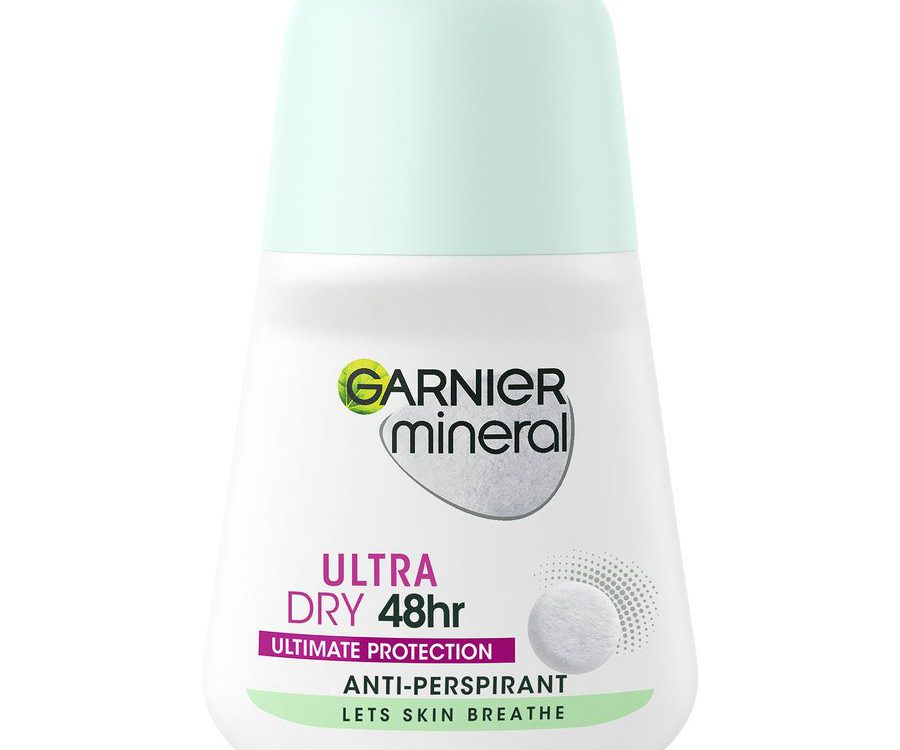 GARNIER
mineral
ULTRA
DRY 48hr
ULTIMATE PROTECTION
ANTI-PERSPIRANT
LETS SKIN BREATHE